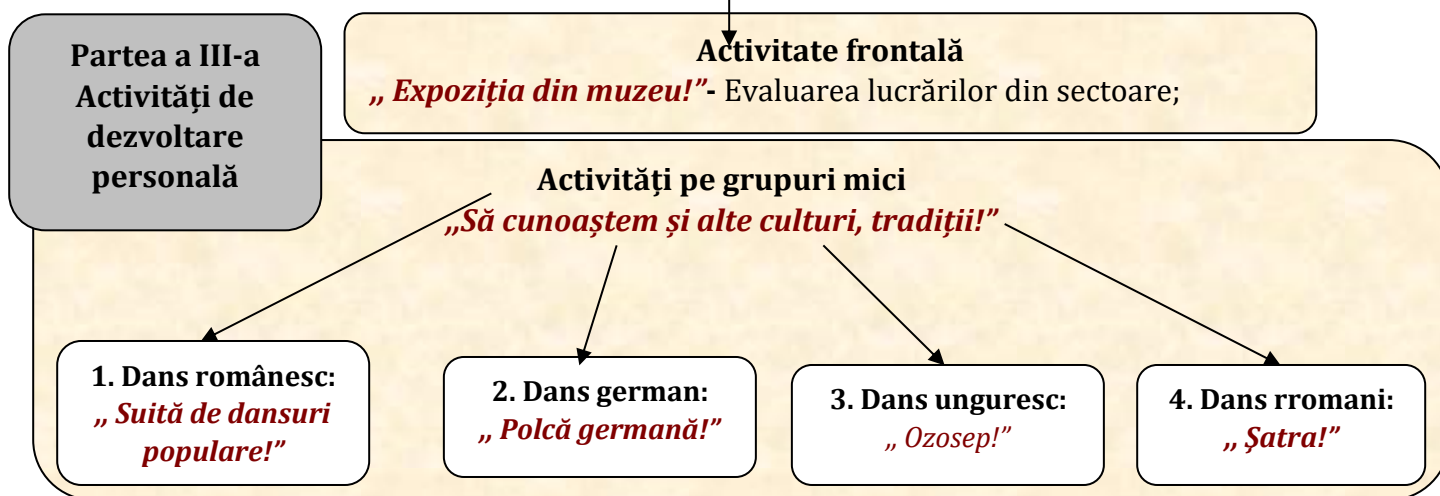 Partea a III-a
Activități de
dezvoltare
personală
Activitate frontală
,, Expoziția din muzeu!”- Evaluarea lucrărilor din sectoare;
Activități pe grupuri mici
,,Să cunoaștem și alte culturi, tradiții!”
1. Dans românesc:
,, Suită de dansuri
populare!”
2. Dans german:
,, Polcă germană!”
3. Dans unguresc:
,, Ozosep!”
4. Dans rromani:
,, Șatra!”